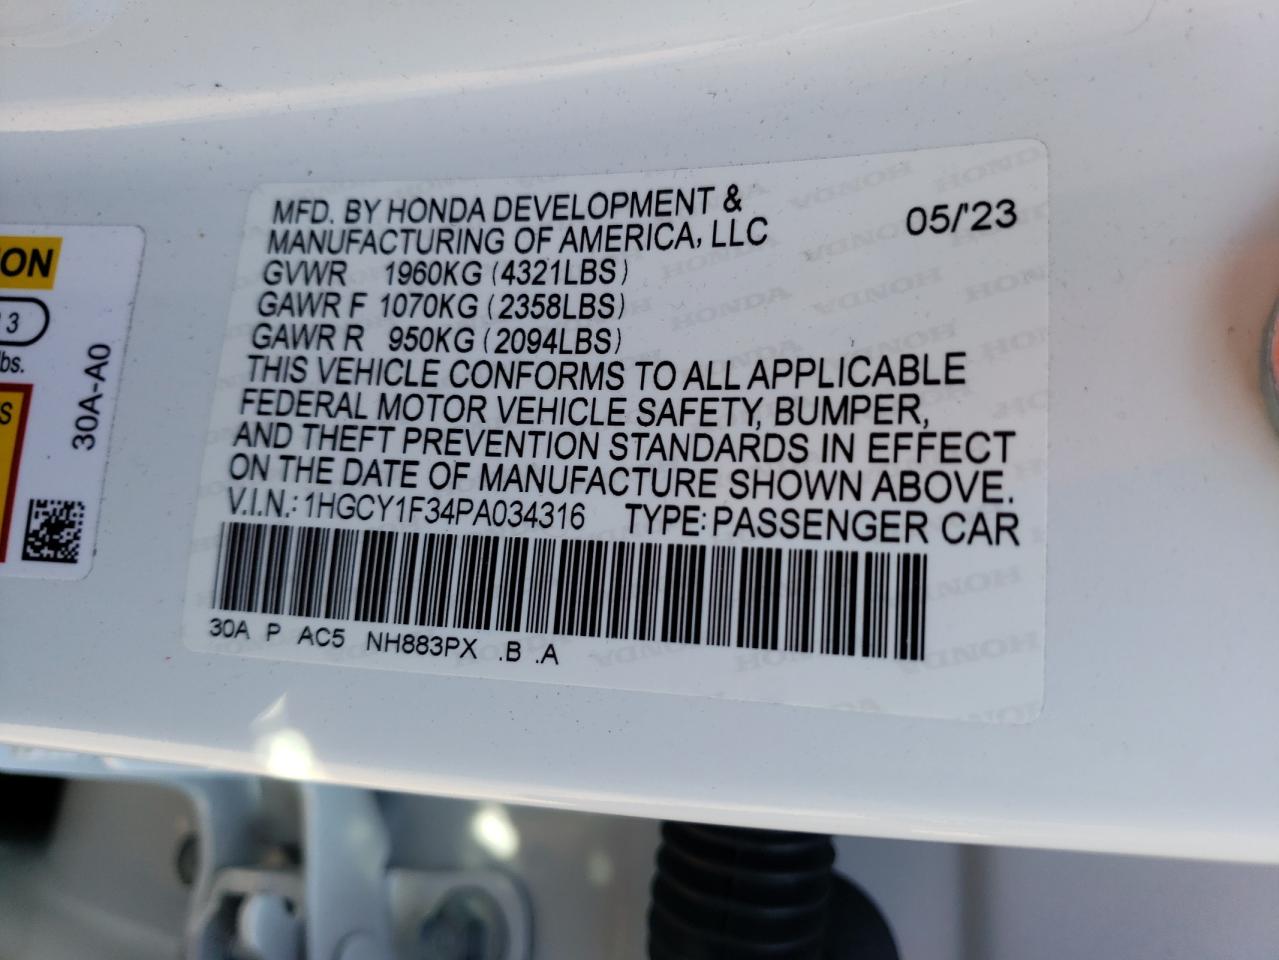 MFD. BY HONDA DEVELOPMENT &
MANUFACTURING OF AMERICA, LLC
05/'23
GVWR 1960KG (4321LBS)
GAWR F 1070KG (2358LBS)
GAWR R 950KG (2094LBS)
THIS VEHICLE CONFORMS TO ALL APPLICABLE
FEDERAL MOTOR VEHICLE SAFETY, BUMPER,
AND THEFT PREVENTION STANDARDS IN EFFECT
ON THE DATE OF MANUFACTURE SHOWN ABOVE.
V.I.N.: 1HGCY1F34PA034316 TYPE: PASSENGER CAR
30A P AC5 NH883PX .B .A
ON
3
lbs.
S
30A-A0